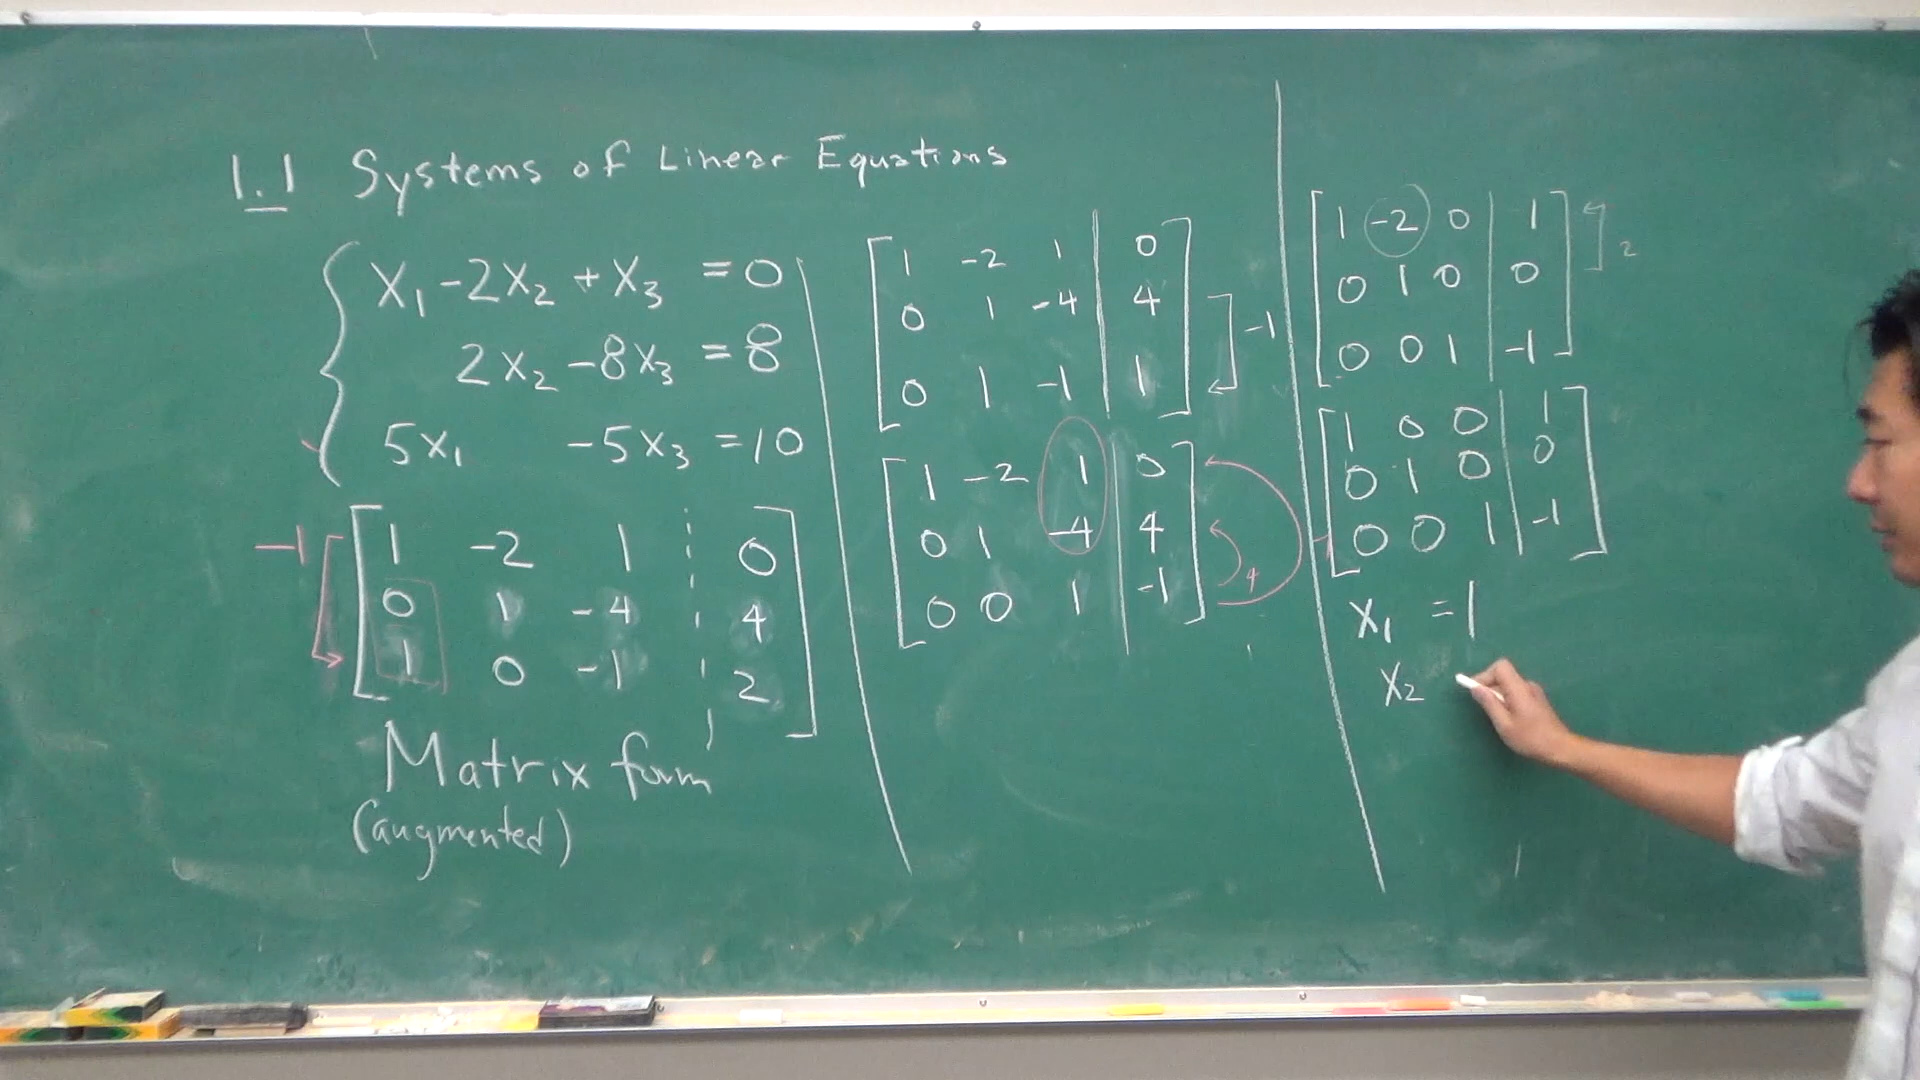 1.1 Systems of Linear Equations
x₁ - 2x₂ + x₃ = 0
2x₂ - 8x₃ = 8
5x₁ - 5x₃ = 10
-1
1 -2 1 0
0 1 -4 4
1 0 -1 2
Matrix form
(augmented)
1 -2 1 0
0 1 -4 4
0 1 -1 1
-1
1 -2 1 0
0 1 -4 4
0 0 1 -1
4
-1
1 -2 0 1
0 1 0 0
0 0 1 -1
2
1 0 0 1
0 1 0 0
0 0 1 -1
x₁ = 1
x₂